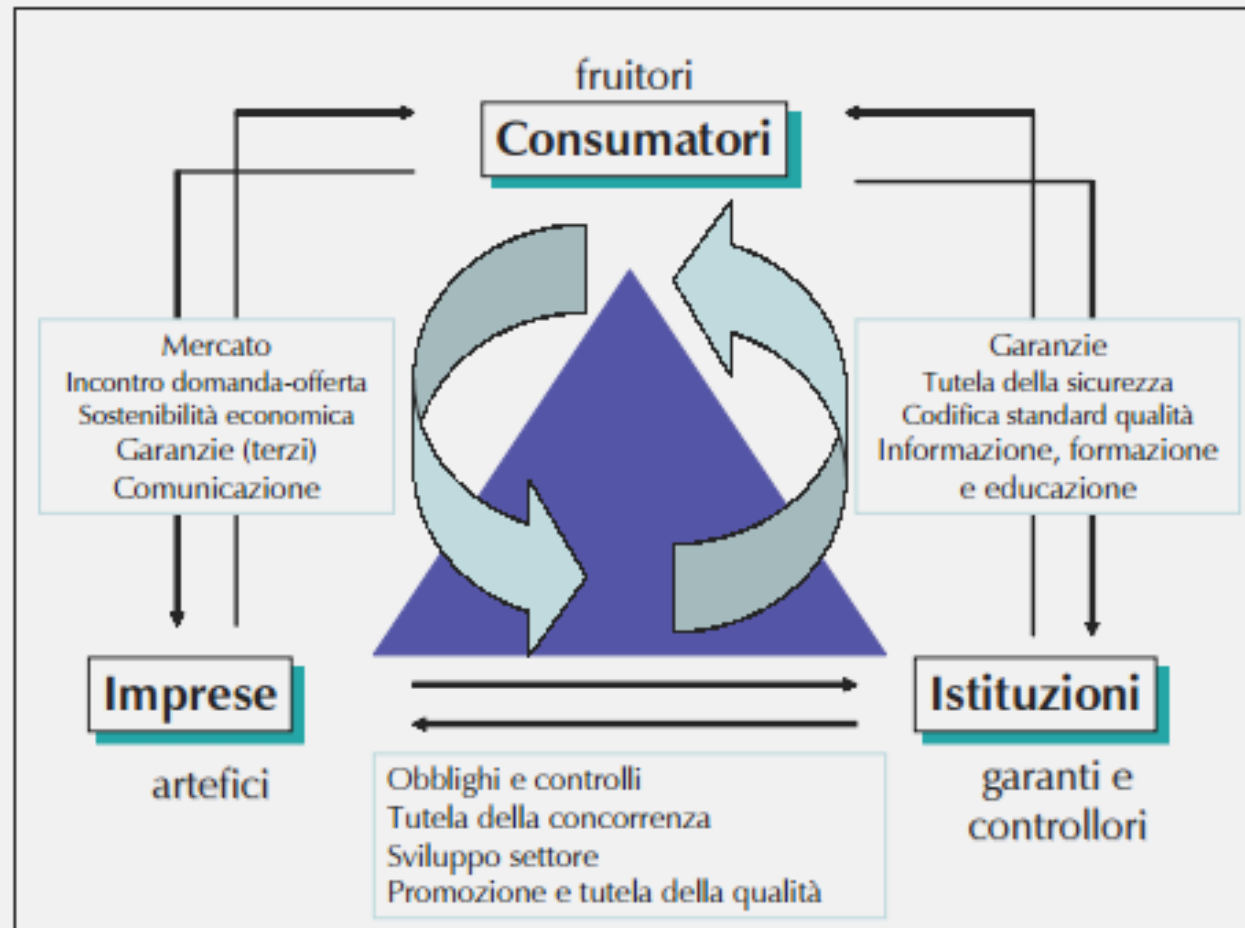 fruitori
Consumatori
Mercato
Incontro domanda-offerta
Sostenibilità economica
Garanzie (terzi)
Comunicazione
Garanzie
Tutela della sicurezza
Codifica standard qualità
Informazione, formazione
e educazione
Imprese
artefici
Istituzioni
garanti e
controllori
Obblighi e controlli
Tutela della concorrenza
Sviluppo settore
Promozione e tutela della qualità